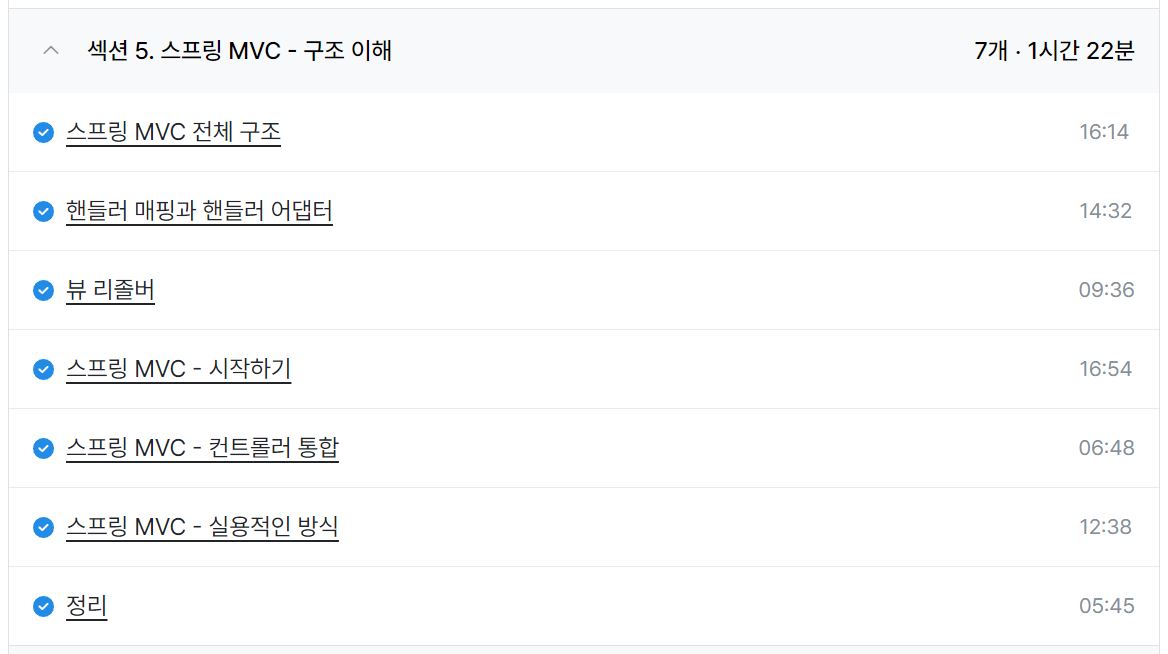 섹션 5. 스프링 MVC - 구조 이해 7개 · 1시간 22분
스프링 MVC 전체 구조 16:14
핸들러 매핑과 핸들러 어댑터 14:32
뷰 리졸버 09:36
스프링 MVC - 시작하기 16:54
스프링 MVC - 컨트롤러 통합 06:48
스프링 MVC - 실용적인 방식 12:38
정리 05:45